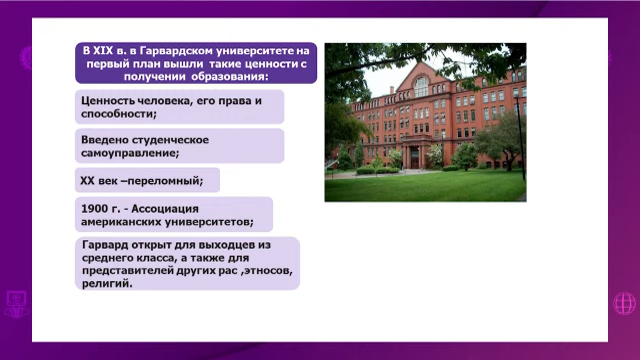 В XIX в. в Гарвардском университете на
первый план вышли такие ценности с
получении образования:
Ценность человека, его права и
способности;
Введено студенческое
самоуправление;
XX век –переломный;
1900 г. - Ассоциация
американских университетов;
Гарвард открыт для выходцев из
среднего класса, а также для
представителей других рас ,этносов,
религий.